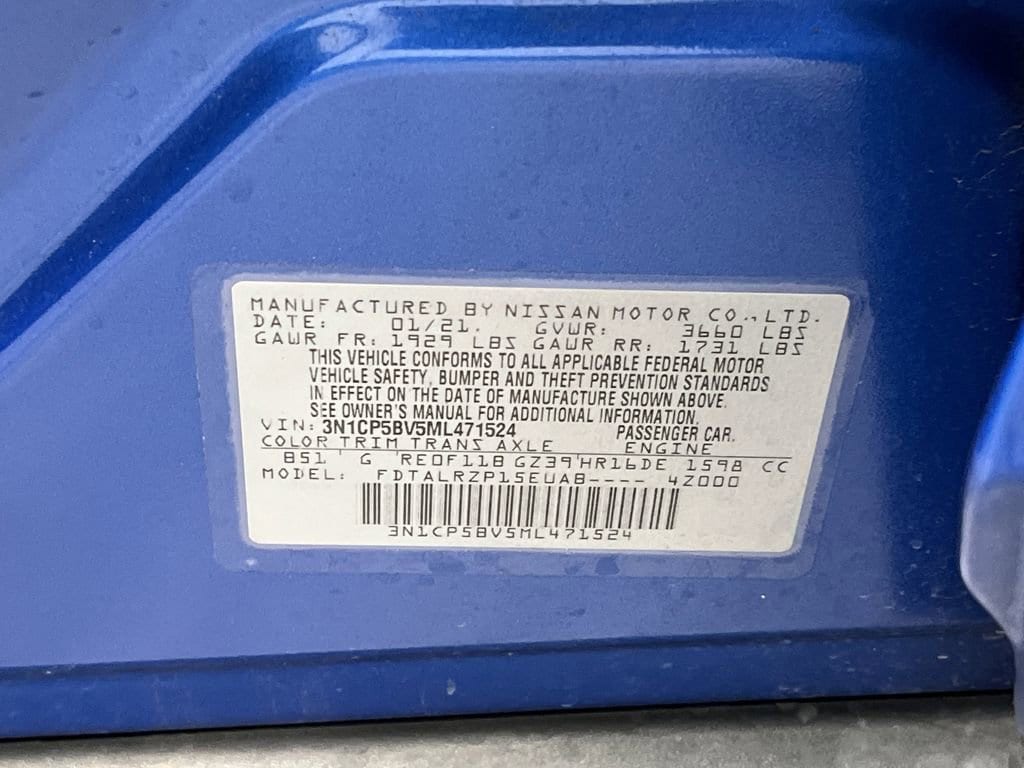 MANUFACTURED BY NISSAN MOTOR CO., LTD.
DATE: 01/21. GVWR: 3660 LBS
GAWR FR: 1929 LBS GAWR RR: 1731 LBS
THIS VEHICLE CONFORMS TO ALL APPLICABLE FEDERAL MOTOR
VEHICLE SAFETY, BUMPER AND THEFT PREVENTION STANDARDS
IN EFFECT ON THE DATE OF MANUFACTURE SHOWN ABOVE.
SEE OWNER'S MANUAL FOR ADDITIONAL INFORMATION.
VIN: 3N1CP5BV5ML471524 PASSENGER CAR.
COLOR TRIM TRANS AXLE ENGINE
B51 G RE0F11B GZ39 HR16DE 1598 CC
MODEL: FDTALRZP15EUAB---- 4Z000
3N1CP5BV5ML471524